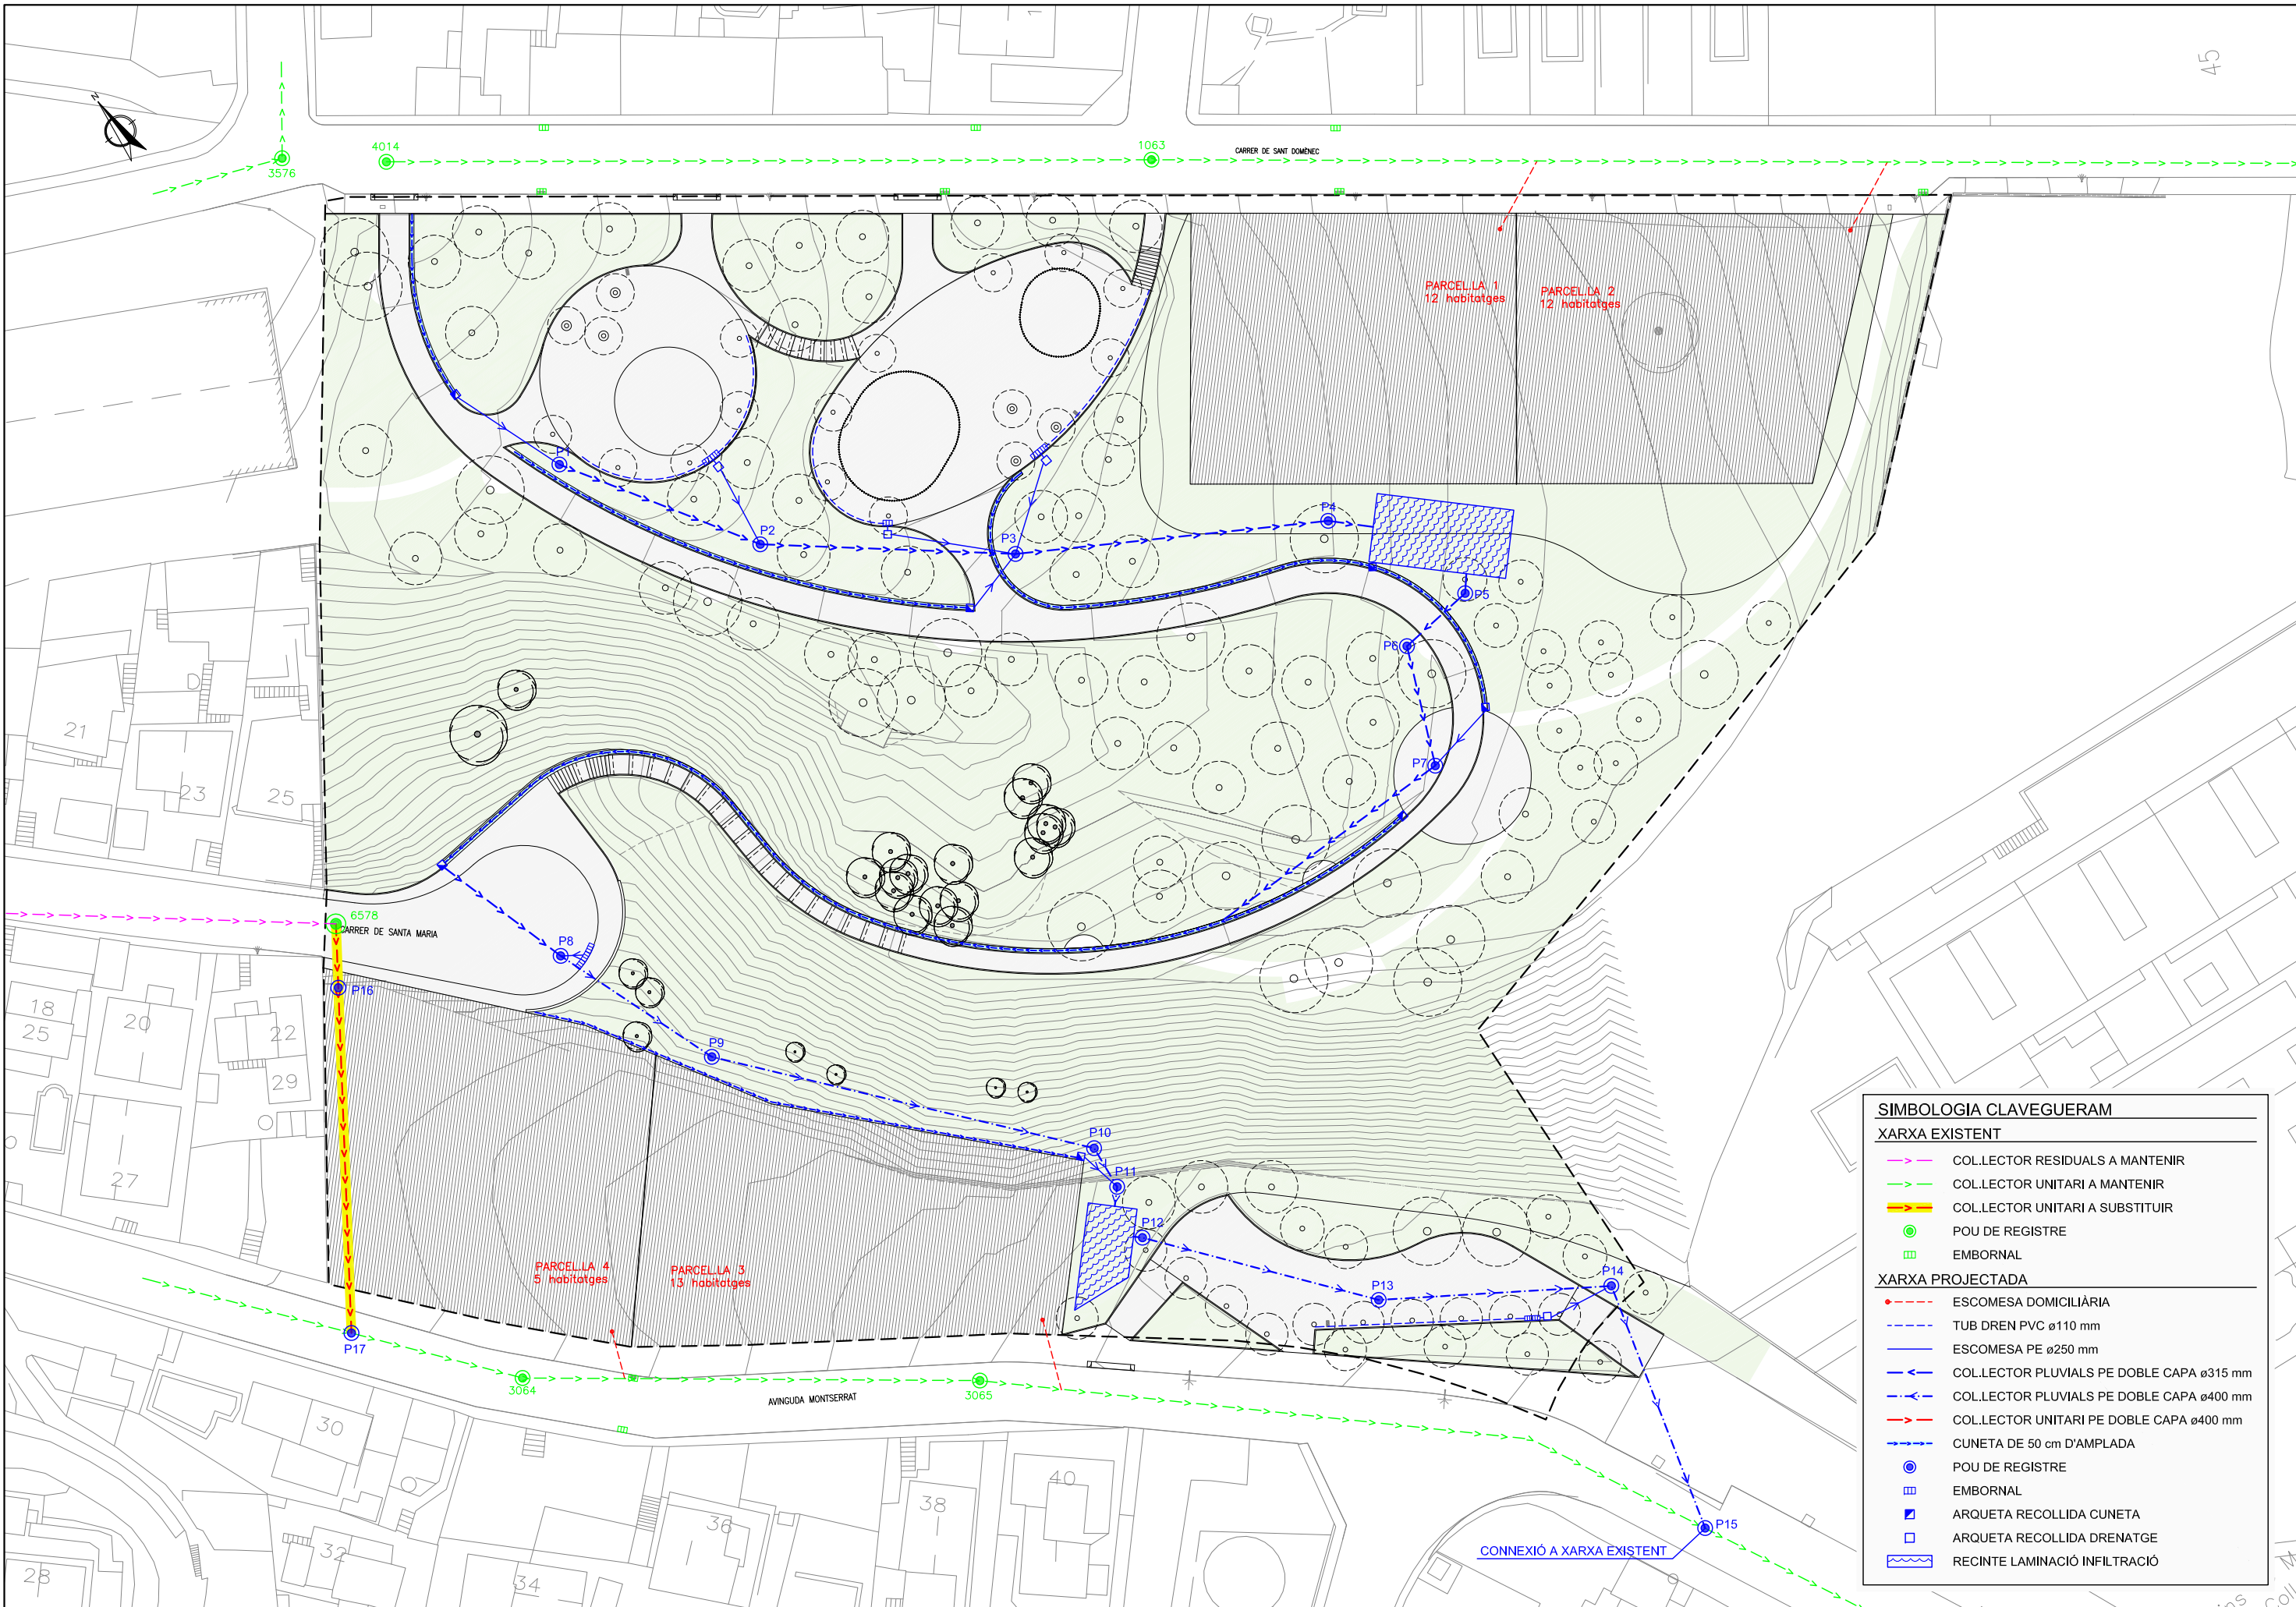 45
N
4014
1063
CARRER DE SANT DOMÈNEC
3576
PARCEL.LA 1
12 habitatges
PARCEL.LA 2
12 habitatges
P1
P2
P3
P4
P5
P6
P7
D
21
23
25
6578
CARRER DE SANTA MARIA
P8
P16
18
25
20
22
29
27
P9
P10
P11
P12
P13
P14
PARCEL.LA 4
5 habitatges
PARCEL.LA 3
13 habitatges
P17
3064
3065
AVINGUDA MONTSERRAT
30
32
28
34
36
38
40
P15
CONNEXIÓ A XARXA EXISTENT
SIMBOLOGIA CLAVEGUERAM
XARXA EXISTENT
COL.LECTOR RESIDUALS A MANTENIR
COL.LECTOR UNITARI A MANTENIR
COL.LECTOR UNITARI A SUBSTITUIR
POU DE REGISTRE
EMBORNAL
XARXA PROJECTADA
ESCOMESA DOMICILIÀRIA
TUB DREN PVC ø110 mm
ESCOMESA PE ø250 mm
COL.LECTOR PLUVIALS PE DOBLE CAPA ø315 mm
COL.LECTOR PLUVIALS PE DOBLE CAPA ø400 mm
COL.LECTOR UNITARI PE DOBLE CAPA ø400 mm
CUNETA DE 50 cm D'AMPLADA
POU DE REGISTRE
EMBORNAL
ARQUETA RECOLLIDA CUNETA
ARQUETA RECOLLIDA DRENATGE
RECINTE LAMINACIÓ INFILTRACIÓ